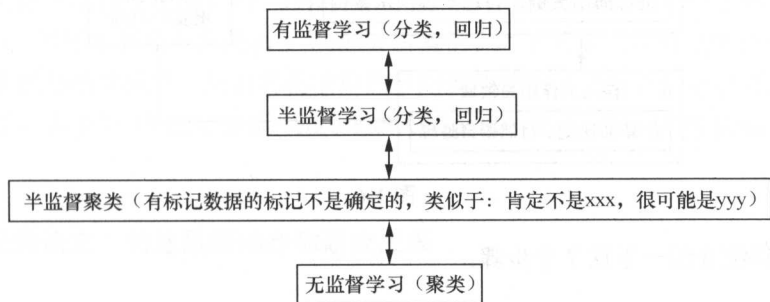 有监督学习（分类，回归）
半监督学习（分类，回归）
半监督聚类（有标记数据的标记不是确定的，类似于：肯定不是xxx，很可能是yyy）
无监督学习（聚类）